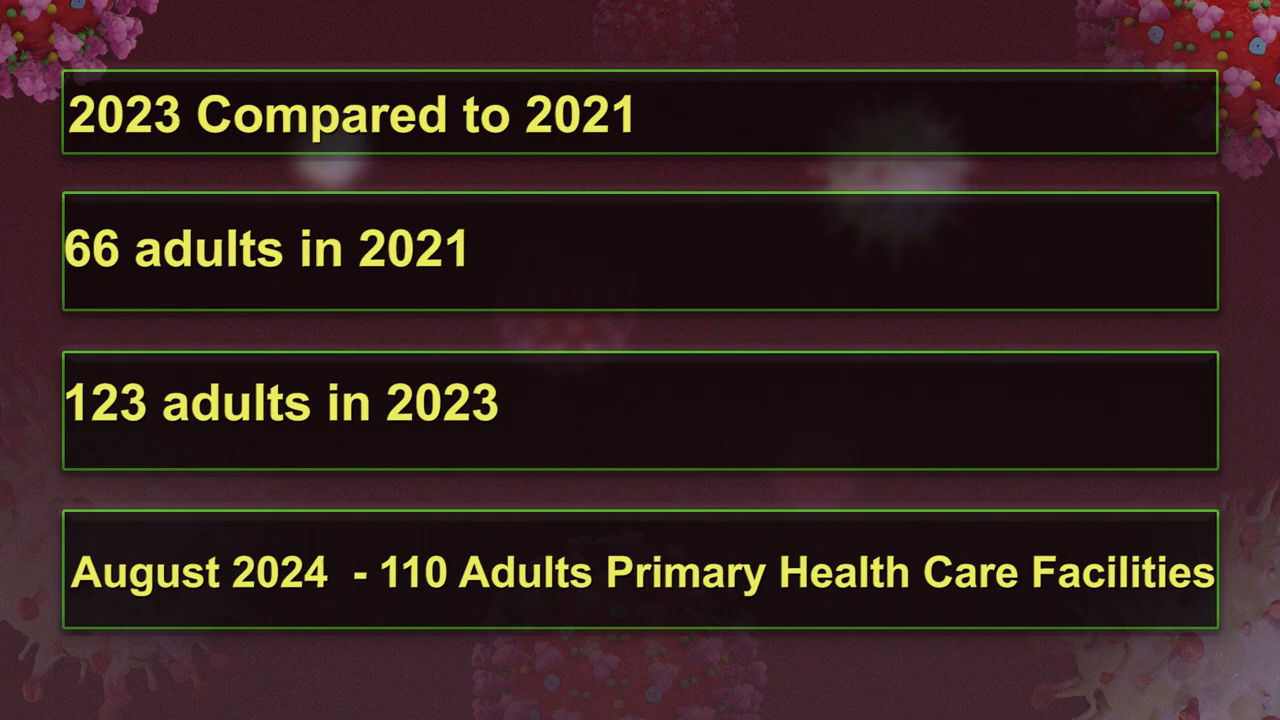 2023 Compared to 2021
66 adults in 2021
123 adults in 2023
August 2024  - 110 Adults Primary Health Care Facilities